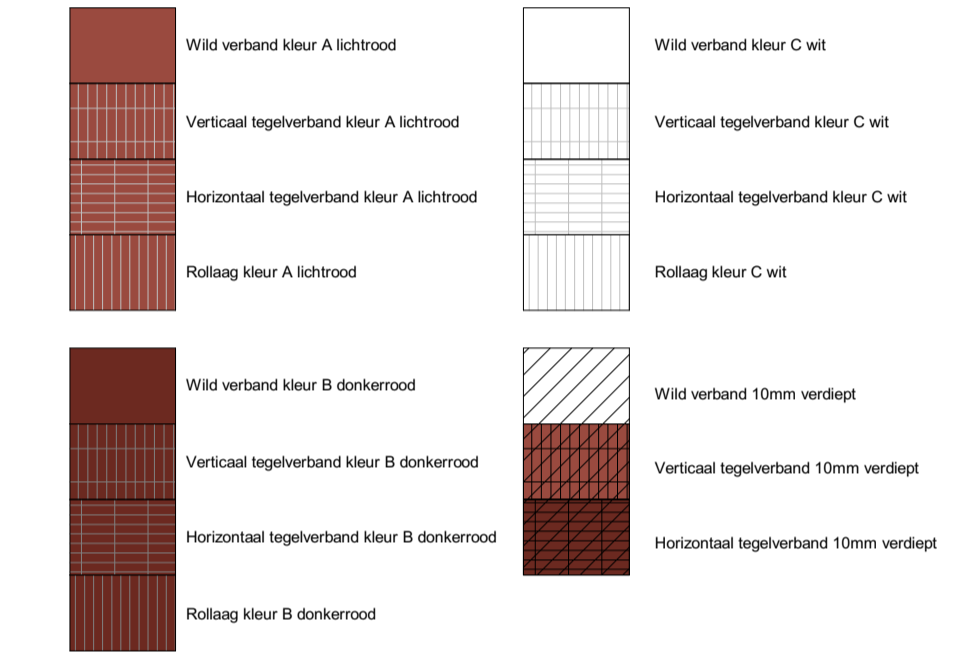 Wild verband kleur A lichtrood
Verticaal tegelverband kleur A lichtrood
Horizontaal tegelverband kleur A lichtrood
Rollaag kleur A lichtrood
Wild verband kleur C wit
Verticaal tegelverband kleur C wit
Horizontaal tegelverband kleur C wit
Rollaag kleur C wit
Wild verband kleur B donkerrood
Verticaal tegelverband kleur B donkerrood
Horizontaal tegelverband kleur B donkerrood
Rollaag kleur B donkerrood
Wild verband 10mm verdiept
Verticaal tegelverband 10mm verdiept
Horizontaal tegelverband 10mm verdiept